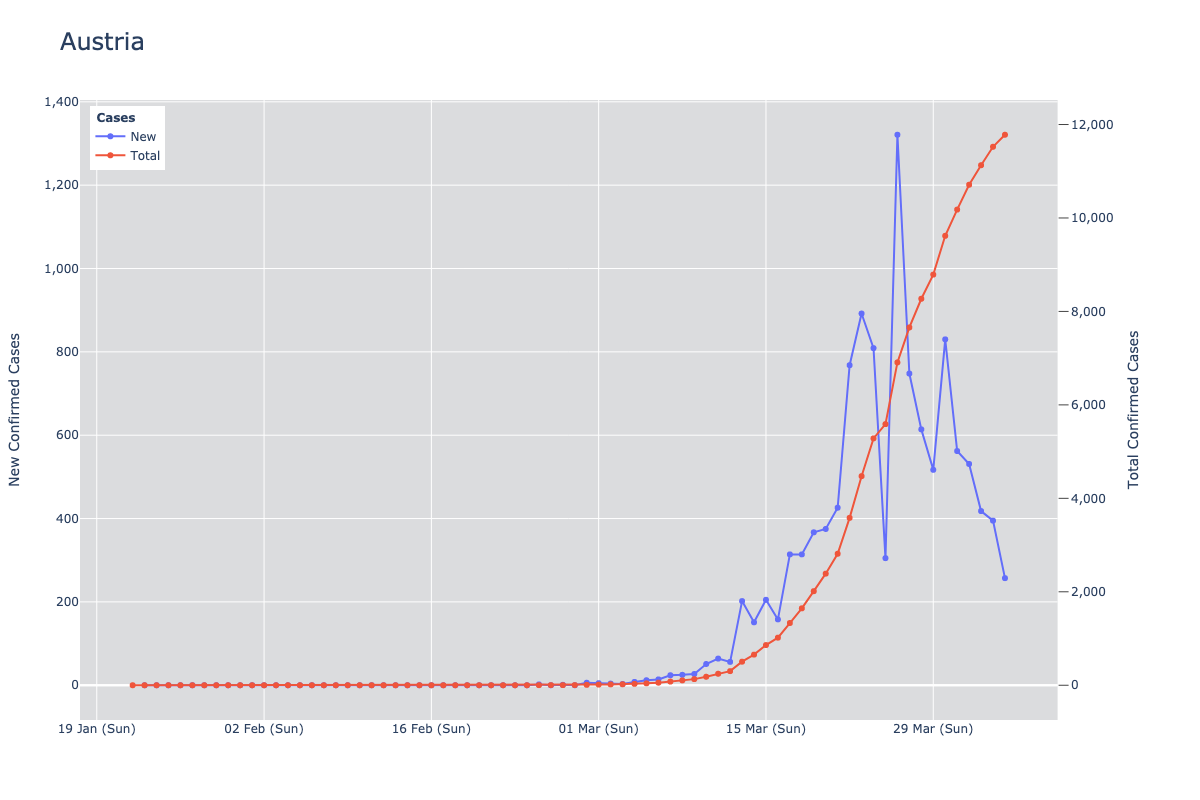 Austria
Cases
New
Total
1,400
1,200
1,000
800
600
400
200
0
12,000
10,000
8,000
6,000
4,000
2,000
0
New Confirmed Cases
Total Confirmed Cases
19 Jan (Sun) 02 Feb (Sun) 16 Feb (Sun) 01 Mar (Sun) 15 Mar (Sun) 29 Mar (Sun)